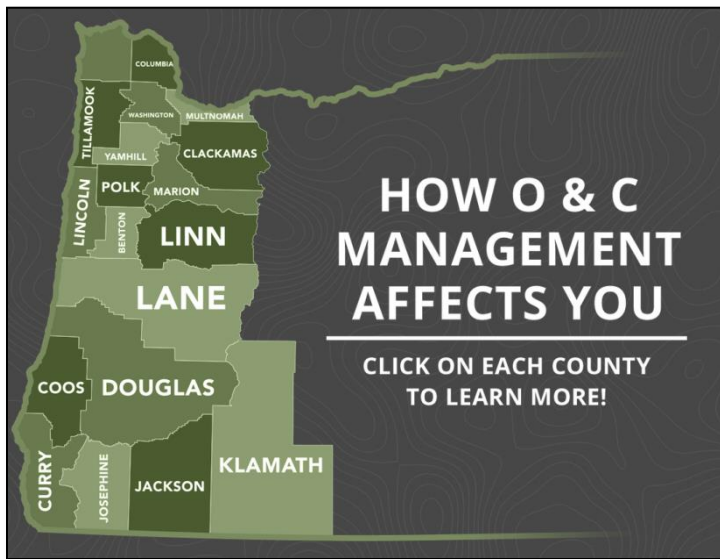 COLUMBIA
TILLAMOOK
WASHINGTON
MULTNOMAH
YAMHILL
CLACKAMAS
POLK
MARION
LINCOLN
BENTON
LINN
LANE
COOS
DOUGLAS
CURRY
JOSEPHINE
JACKSON
KLAMATH
HOW O & C
MANAGEMENT
AFFECTS YOU
CLICK ON EACH COUNTY
TO LEARN MORE!